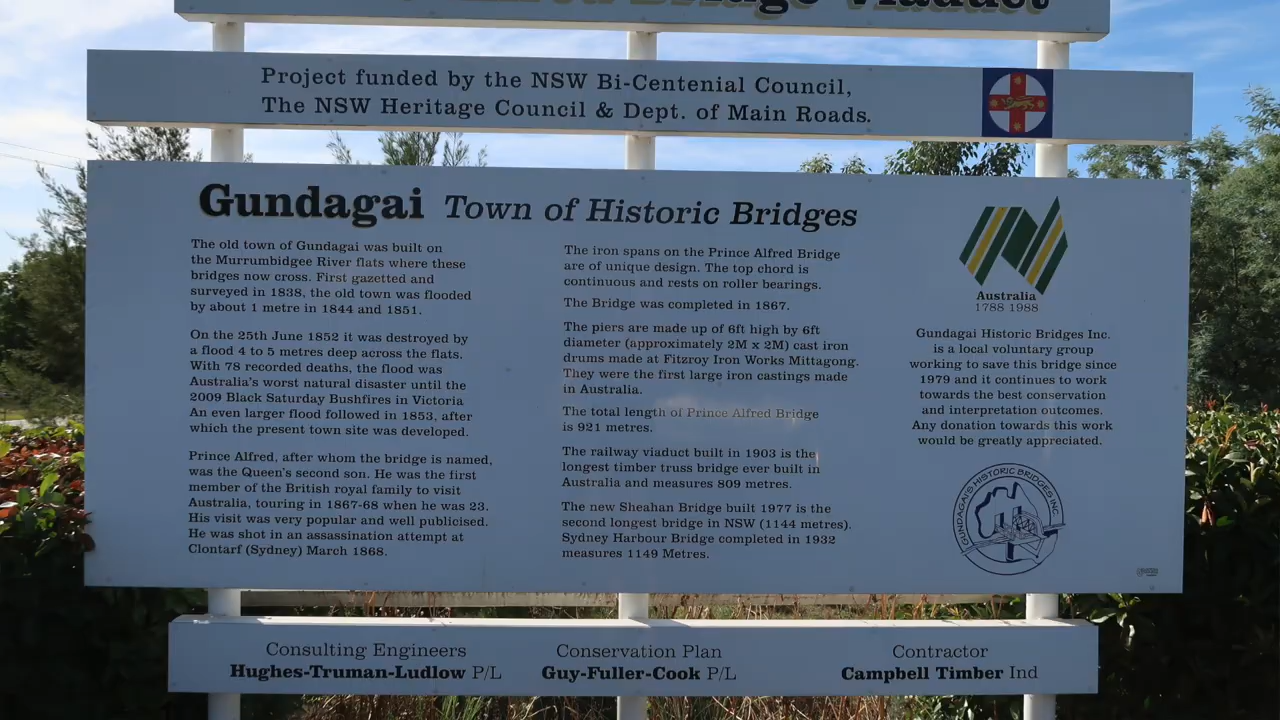 Alfred Bridge Viaduct
Project funded by the NSW Bi-Centenial Council,
The NSW Heritage Council & Dept. of Main Roads.
Gundagai Town of Historic Bridges
The old town of Gundagai was built on
the Murrumbidgee River flats where these
bridges now cross. First gazetted and
surveyed in 1838, the old town was flooded
by about 1 metre in 1844 and 1851.
On the 25th June 1852 it was destroyed by
a flood 4 to 5 metres deep across the flats.
With 78 recorded deaths, the flood was
Australia's worst natural disaster until the
2009 Black Saturday Bushfires in Victoria
An even larger flood followed in 1853, after
which the present town site was developed.
Prince Alfred, after whom the bridge is named,
was the Queen's second son. He was the first
member of the British royal family to visit
Australia, touring in 1867-68 when he was 23.
His visit was very popular and well publicised.
He was shot in an assassination attempt at
Clontarf (Sydney) March 1868.
The iron spans on the Prince Alfred Bridge
are of unique design. The top chord is
continuous and rests on roller bearings.
The Bridge was completed in 1867.
The piers are made up of 6ft high by 6ft
diameter (approximately 2M x 2M) cast iron
drums made at Fitzroy Iron Works Mittagong.
They were the first large iron castings made
in Australia.
The total length of Prince Alfred Bridge
is 921 metres.
The railway viaduct built in 1903 is the
longest timber truss bridge ever built in
Australia and measures 809 metres.
The new Sheahan Bridge built 1977 is the
second longest bridge in NSW (1144 metres).
Sydney Harbour Bridge completed in 1932
measures 1149 Metres.
Australia
1788 1988
Gundagai Historic Bridges Inc.
is a local voluntary group
working to save this bridge since
1979 and it continues to work
towards the best conservation
and interpretation outcomes.
Any donation towards this work
would be greatly appreciated.
GUNDAGAI'S HISTORIC BRIDGES INC
Consulting Engineers
Hughes-Truman-Ludlow P/L
Conservation Plan
Guy-Fuller-Cook P/L
Contractor
Campbell Timber Ind